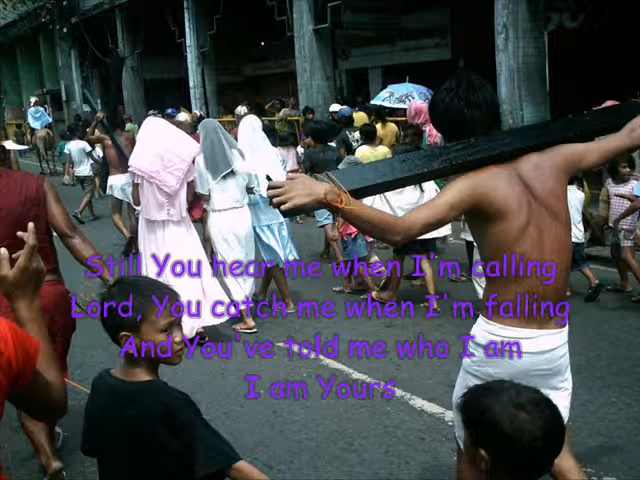 Still You hear me when I'm calling
Lord, You catch me when I'm falling
And You've told me who I am
I am Yours